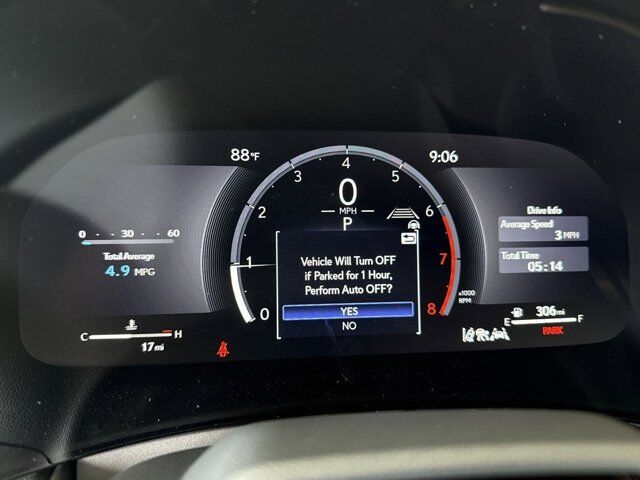 88°F
9:06
0 30 60
Total Average
4.9 MPG
C H
17 mi
0 1 2 3 4 5 6 7 8
x1000
RPM
0
MPH
P
Vehicle Will Turn OFF
if Parked for 1 Hour,
Perform Auto OFF?
YES
NO
Drive Info
Average Speed
3 MPH
Total Time
05:14
306 mi
E F
PARK